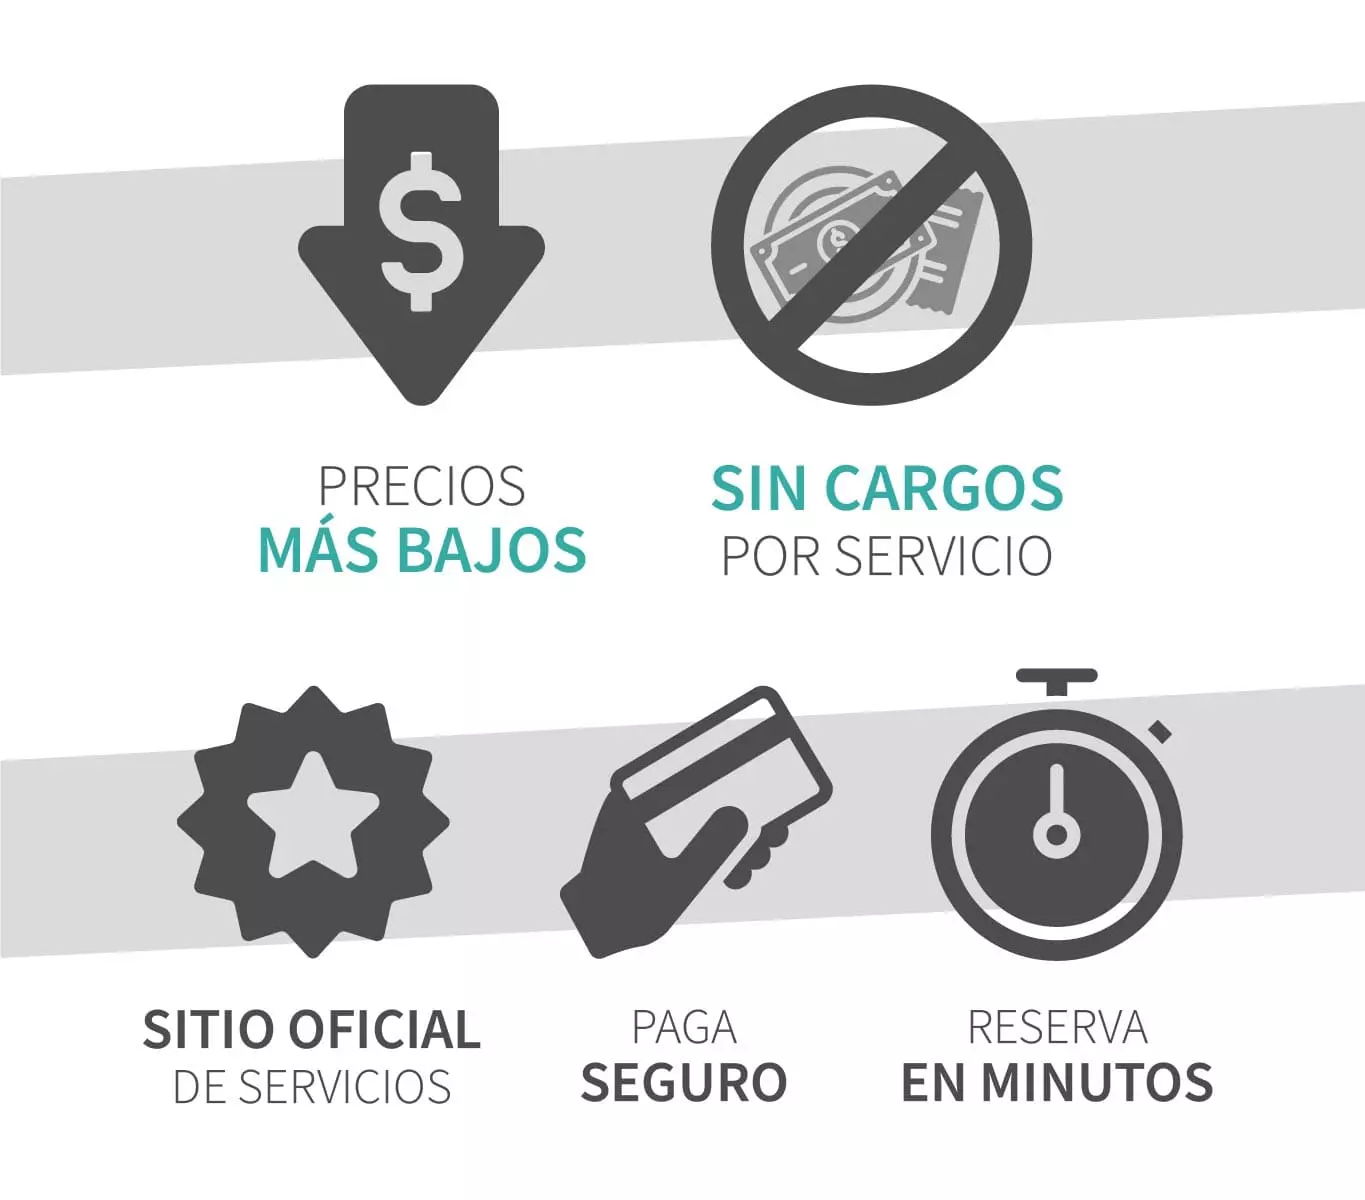 PRECIOS
MÁS BAJOS
SIN CARGOS
POR SERVICIO
SITIO OFICIAL
DE SERVICIOS
PAGA
SEGURO
RESERVA
EN MINUTOS